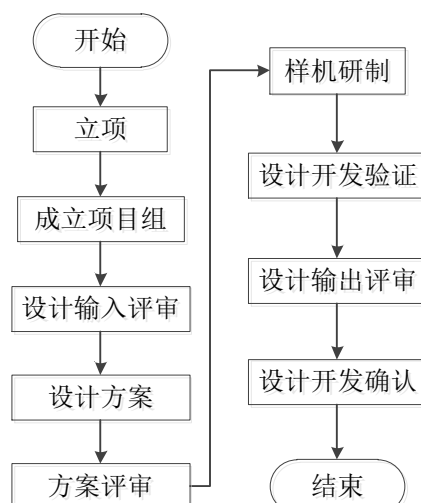 开始
立项
成立项目组
设计输入评审
设计方案
方案评审
样机研制
设计开发验证
设计输出评审
设计开发确认
结束